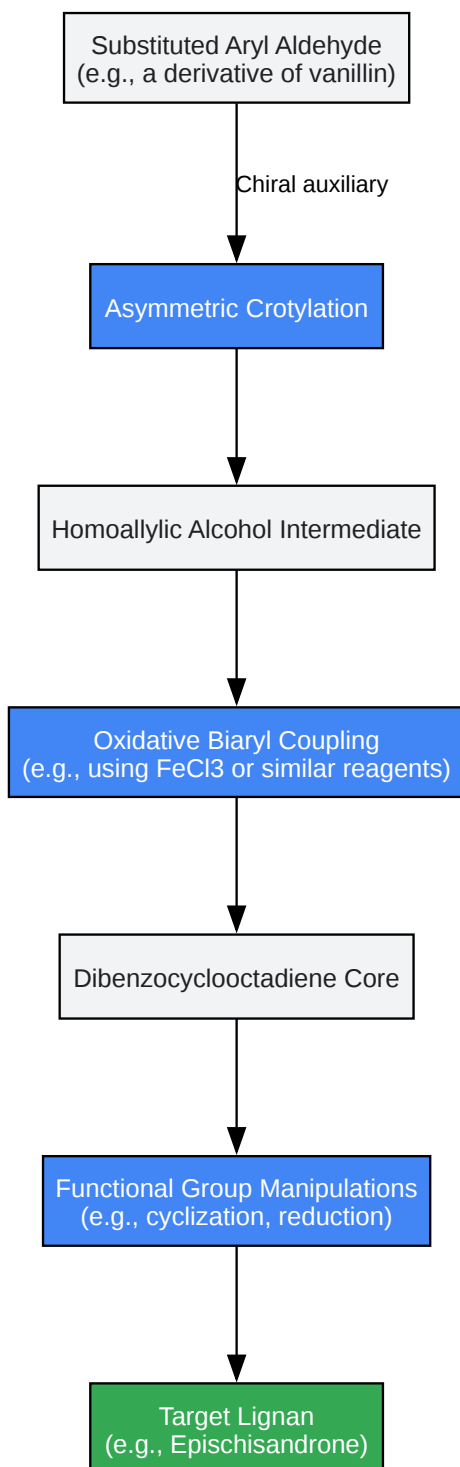 Substituted Aryl Aldehyde
(e.g., a derivative of vanillin)
Chiral auxiliary
Asymmetric Crotylation
Homoallylic Alcohol Intermediate
Oxidative Biaryl Coupling
(e.g., using FeCl3 or similar reagents)
Dibenzocyclooctadiene Core
Functional Group Manipulations
(e.g., cyclization, reduction)
Target Lignan
(e.g., Epischisandrone)